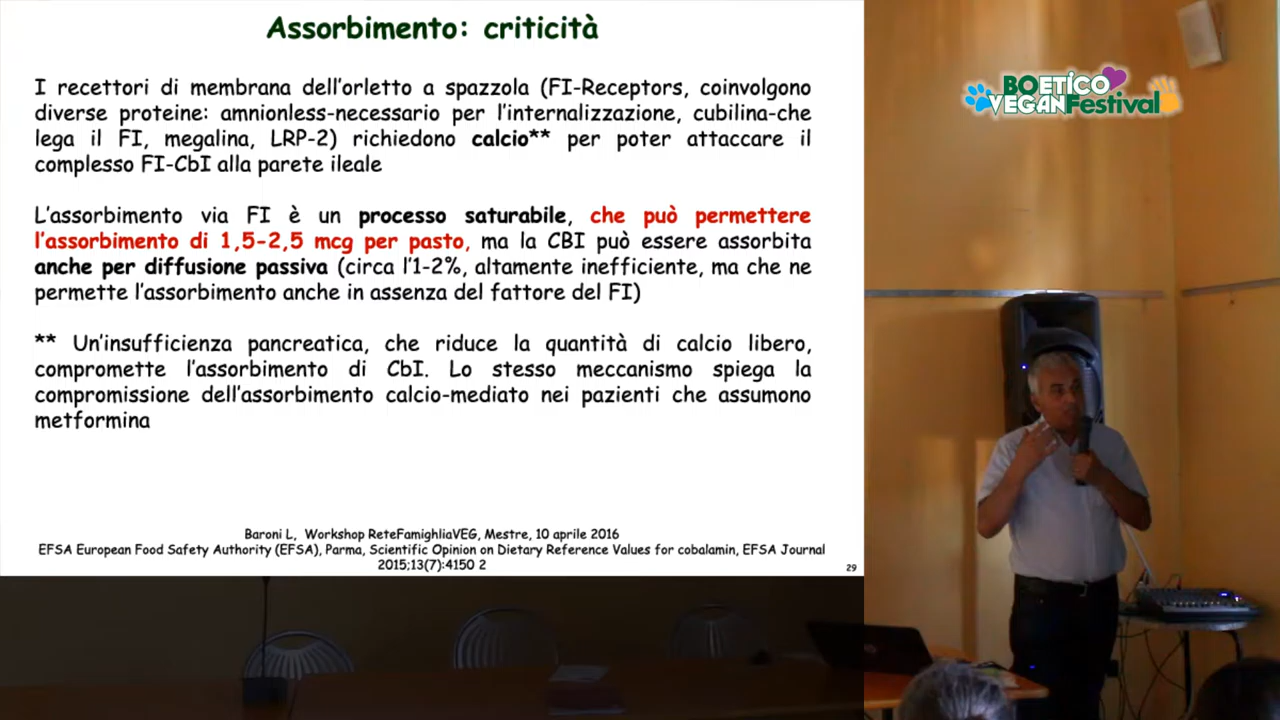 Assorbimento: criticità
I recettori di membrana dell'orletto a spazzola (FI-Receptors, coinvolgono
diverse proteine: amnionless-necessario per l'internalizzazione, cubilina-che
lega il FI, megalina, LRP-2) richiedono calcio** per poter attaccare il
complesso FI-CbI alla parete ileale
L'assorbimento via FI è un processo saturabile, che può permettere
l'assorbimento di 1,5-2,5 mcg per pasto, ma la CBI può essere assorbita
anche per diffusione passiva (circa l'1-2%, altamente inefficiente, ma che ne
permette l'assorbimento anche in assenza del fattore del FI)
** Un'insufficienza pancreatica, che riduce la quantità di calcio libero,
compromette l'assorbimento di CbI. Lo stesso meccanismo spiega la
compromissione dell'assorbimento calcio-mediato nei pazienti che assumono
metformina
Baroni L, Workshop ReteFamighliaVEG, Mestre, 10 aprile 2016
EFSA European Food Safety Authority (EFSA), Parma, Scientific Opinion on Dietary Reference Values for cobalamin, EFSA Journal
2015;13(7):4150 2
29
BOETICO
VEGANFestival